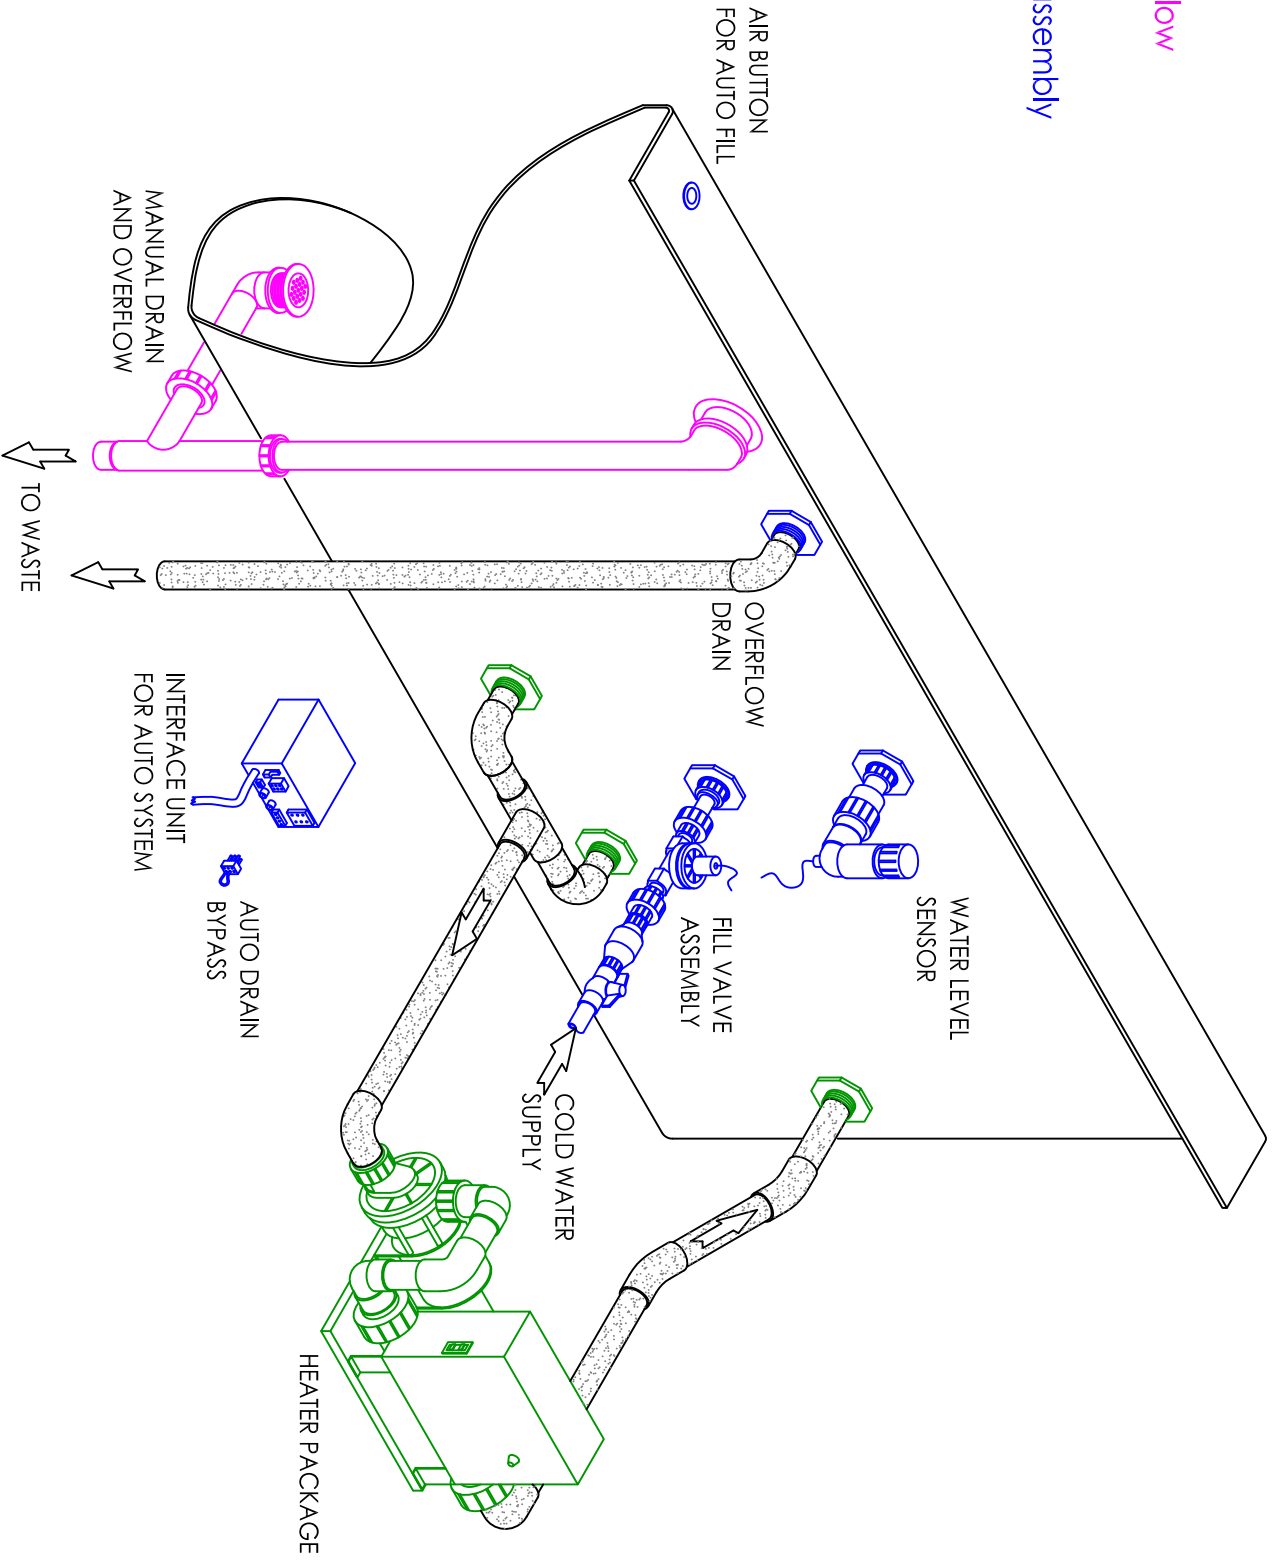 low
ssembly
AIR BUTTON
FOR AUTO FILL
MANUAL DRAIN
AND OVERFLOW
TO WASTE
OVERFLOW
DRAIN
INTERFACE UNIT
FOR AUTO SYSTEM
AUTO DRAIN
BYPASS
FILL VALVE
ASSEMBLY
WATER LEVEL
SENSOR
COLD WATER
SUPPLY
HEATER PACKAGE